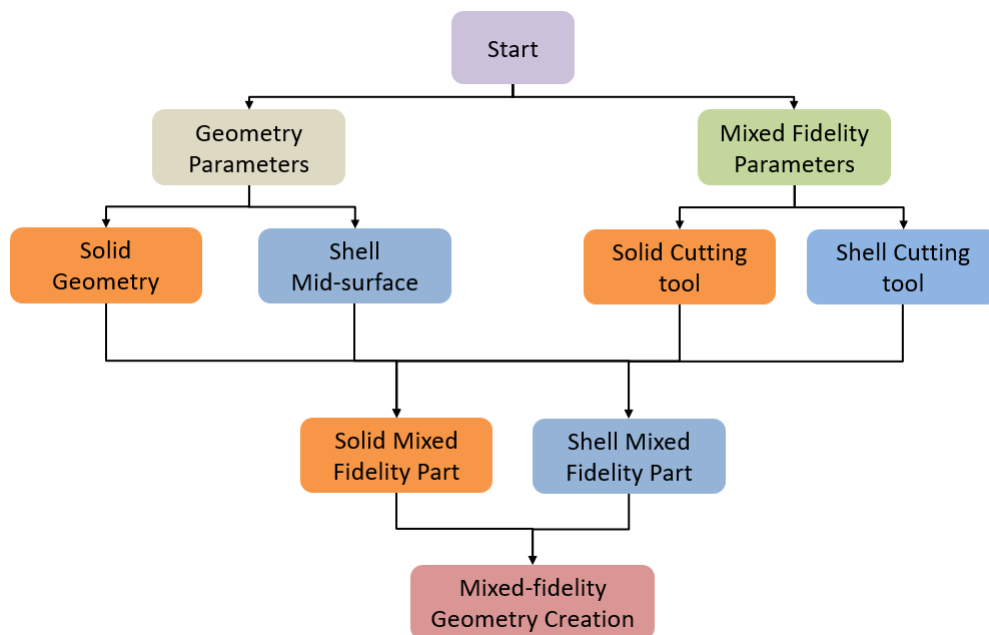 Start
Geometry
Parameters
Mixed Fidelity
Parameters
Solid
Geometry
Shell
Mid-surface
Solid Cutting
tool
Shell Cutting
tool
Solid Mixed
Fidelity Part
Shell Mixed
Fidelity Part
Mixed-fidelity
Geometry Creation